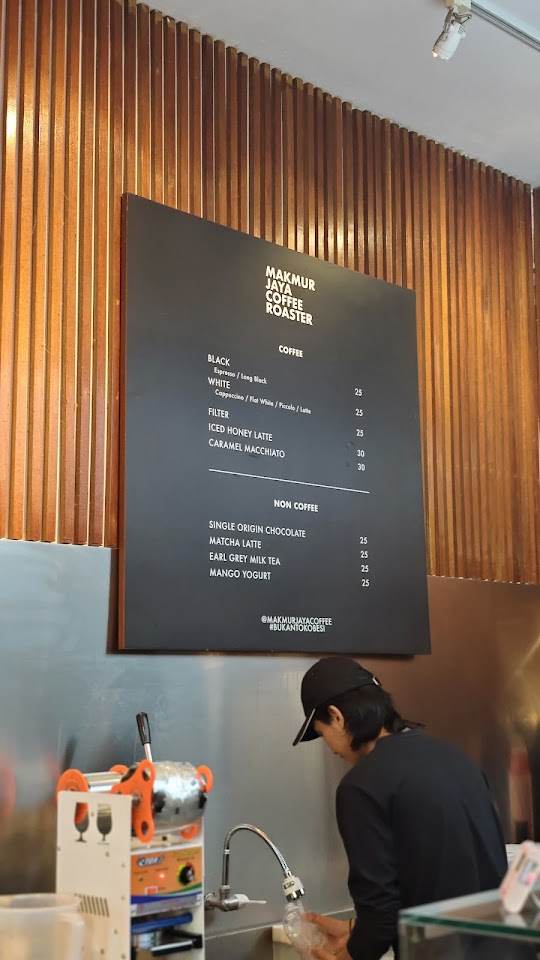 MAKMUR
JAYA
COFFEE
ROASTER
COFFEE
BLACK 25
Espresso / Long Black
WHITE 25
Cappuccino / Flat White / Piccolo / Latte
FILTER 25
ICED HONEY LATTE 30
CARAMEL MACCHIATO 30
NON COFFEE
SINGLE ORIGIN CHOCOLATE 25
MATCHA LATTE 25
EARL GREY MILK TEA 25
MANGO YOGURT 25
@MAKMURJAYACOFFEE
#BUKANTOKOBESI